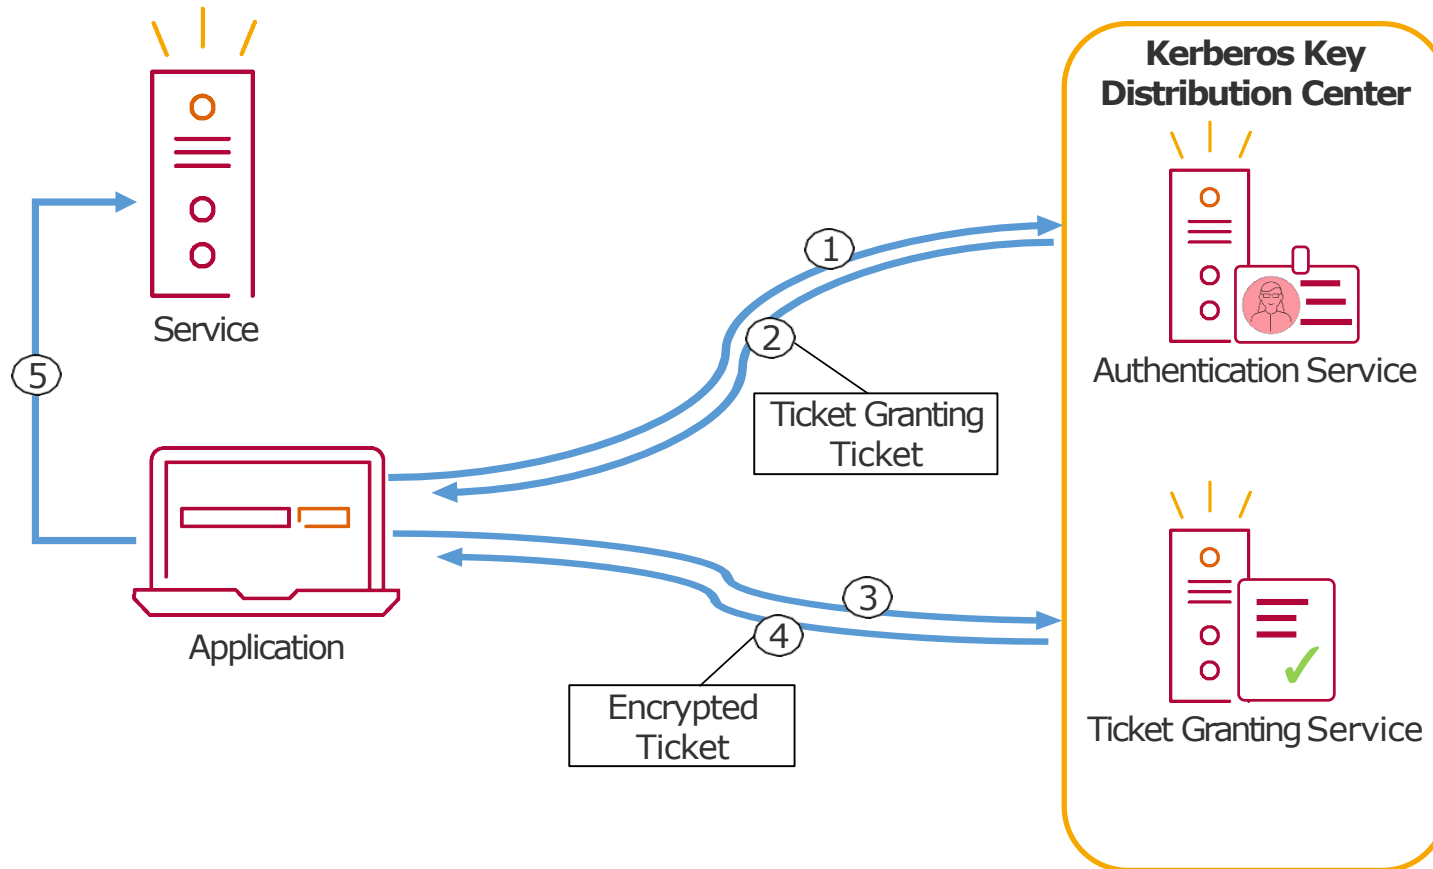 Kerberos Key
Distribution Center
1
Service
2
Authentication Service
5
Ticket Granting
Ticket
3
4
Application
Encrypted
Ticket
Ticket Granting Service